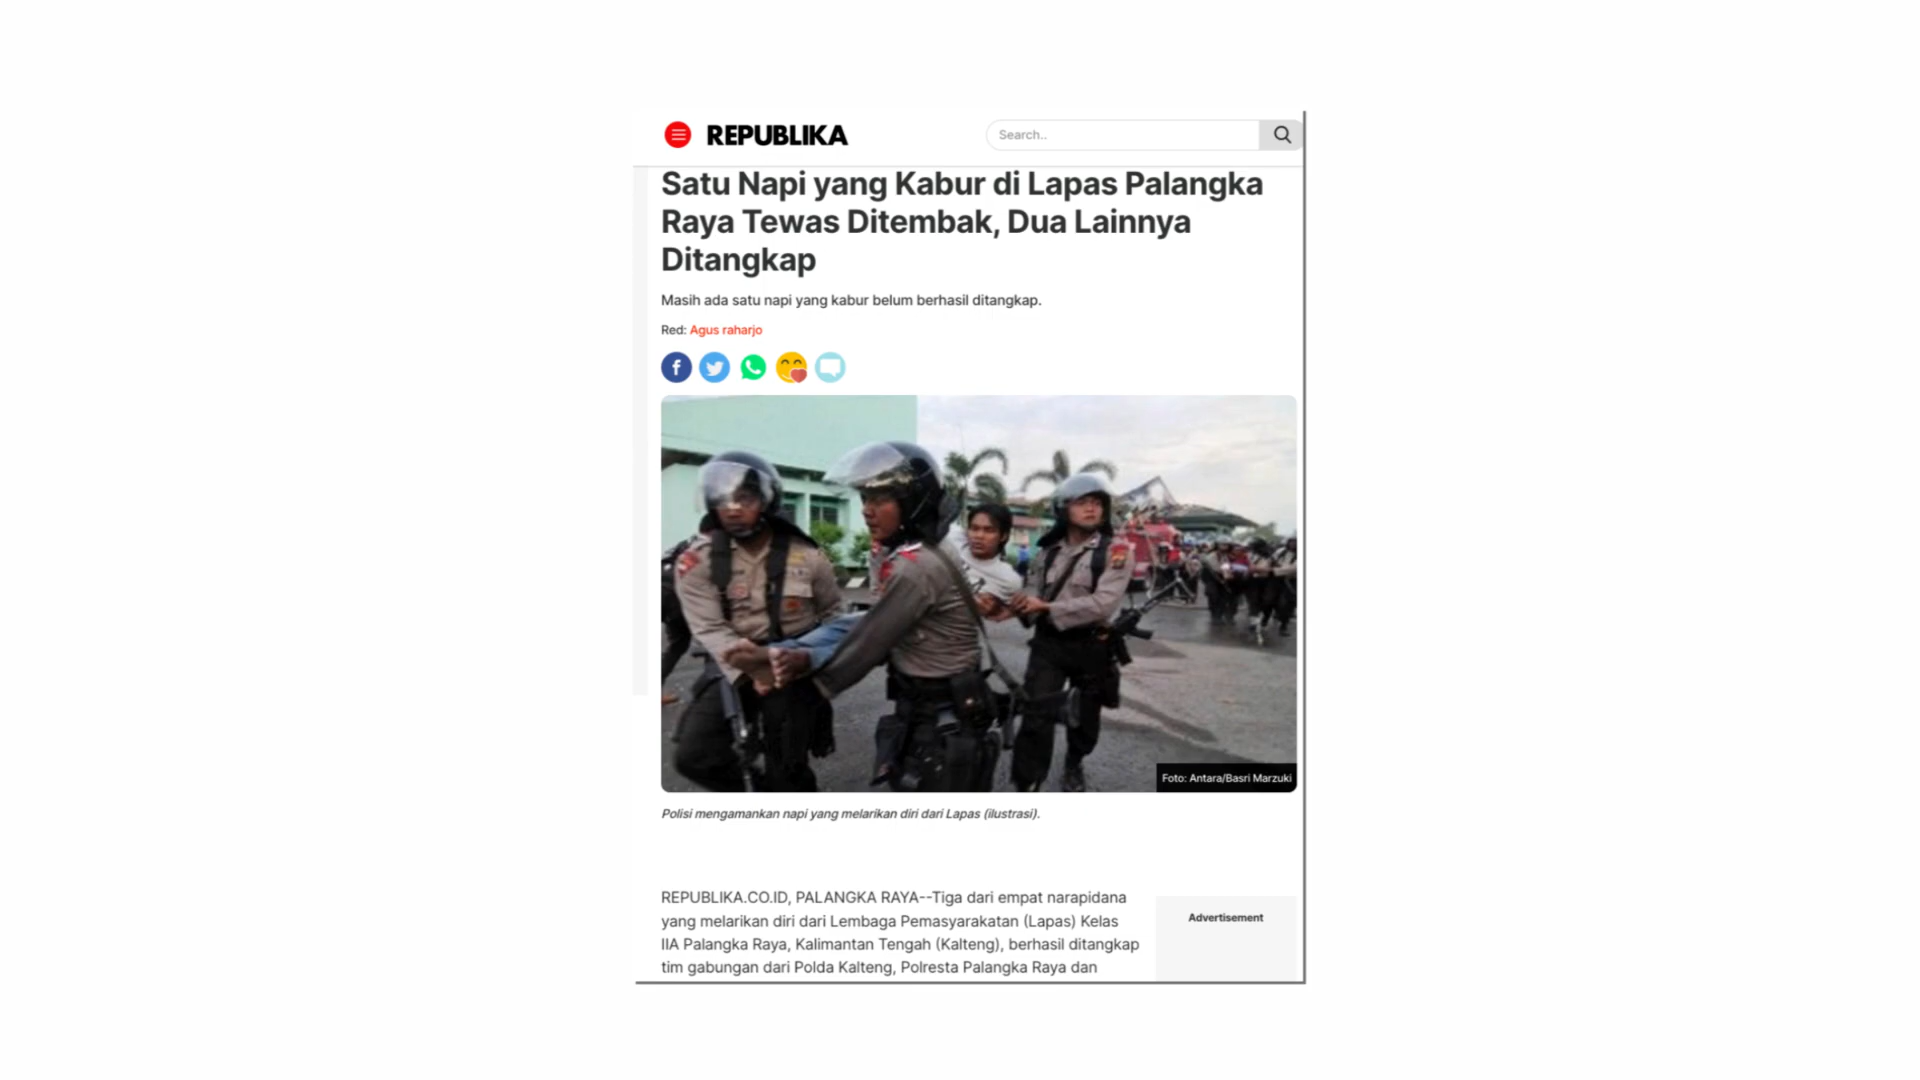 REPUBLIKA
Search..
Satu Napi yang Kabur di Lapas Palangka
Raya Tewas Ditembak, Dua Lainnya
Ditangkap
Masih ada satu napi yang kabur belum berhasil ditangkap.
Red: Agus raharjo
Foto: Antara/Basri Marzuki
Polisi mengamankan napi yang melarikan diri dari Lapas (ilustrasi).
REPUBLIKA.CO.ID, PALANGKA RAYA--Tiga dari empat narapidana
yang melarikan diri dari Lembaga Pemasyarakatan (Lapas) Kelas
IIA Palangka Raya, Kalimantan Tengah (Kalteng), berhasil ditangkap
tim gabungan dari Polda Kalteng, Polresta Palangka Raya dan
Advertisement